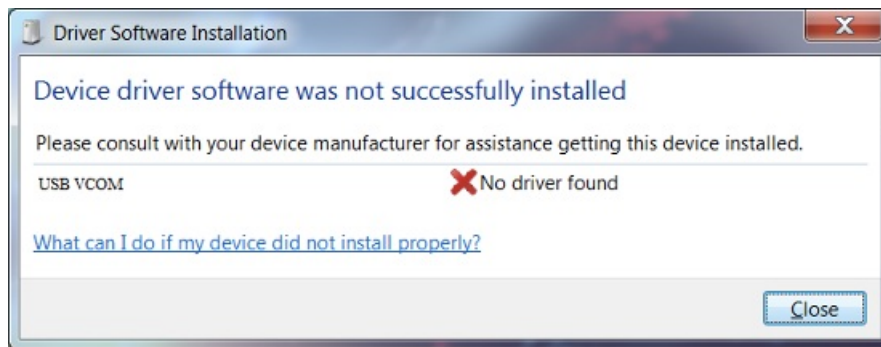 Driver Software Installation
Device driver software was not successfully installed
Please consult with your device manufacturer for assistance getting this device installed.
USB VCOM No driver found
What can I do if my device did not install properly?
Close